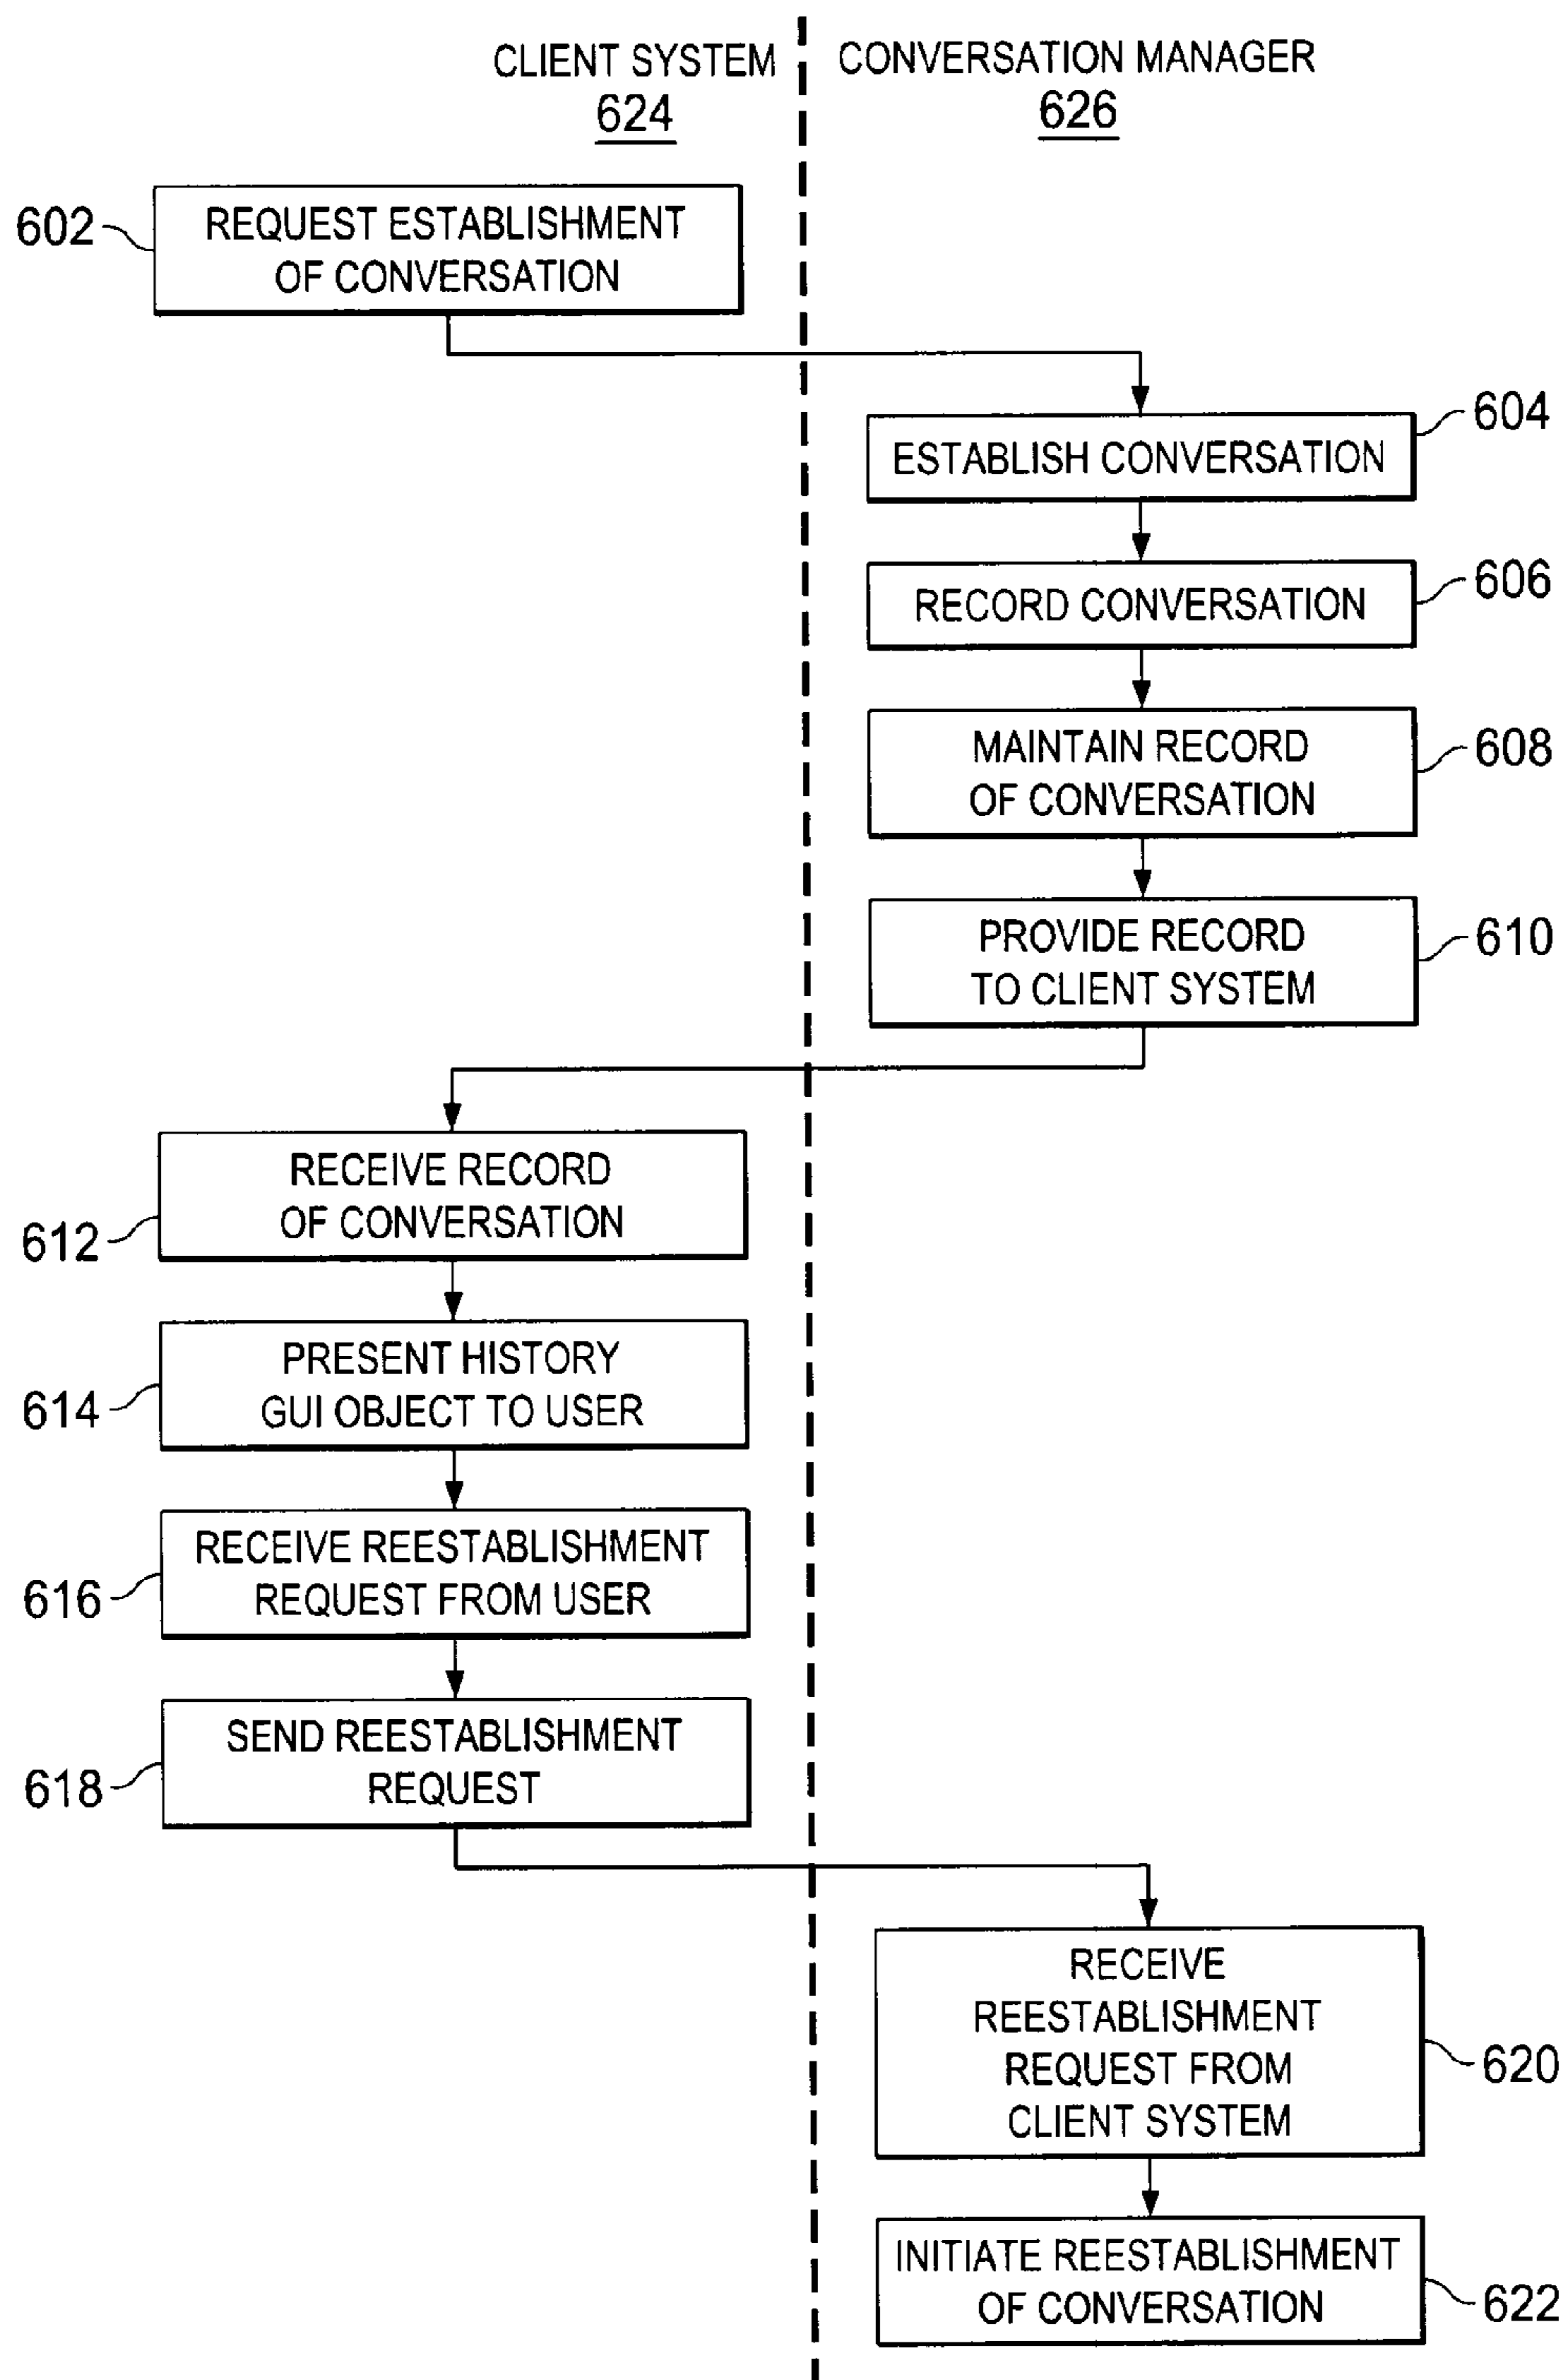 CLIENT SYSTEM
624
CONVERSATION MANAGER
626
602
REQUEST ESTABLISHMENT
OF CONVERSATION
604
ESTABLISH CONVERSATION
606
RECORD CONVERSATION
608
MAINTAIN RECORD
OF CONVERSATION
610
PROVIDE RECORD
TO CLIENT SYSTEM
612
RECEIVE RECORD
OF CONVERSATION
614
PRESENT HISTORY
GUI OBJECT TO USER
616
RECEIVE REESTABLISHMENT
REQUEST FROM USER
618
SEND REESTABLISHMENT
REQUEST
620
RECEIVE
REESTABLISHMENT
REQUEST FROM
CLIENT SYSTEM
622
INITIATE REESTABLISHMENT
OF CONVERSATION